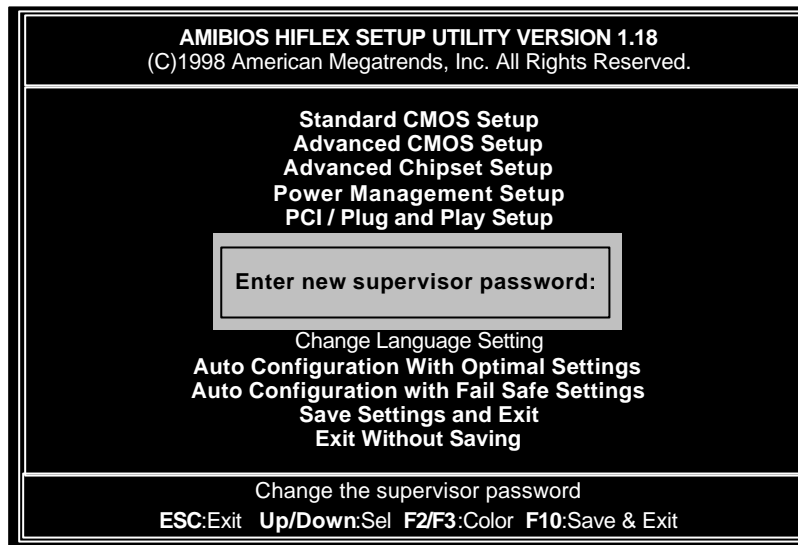 AMIBIOS HIFLEX SETUP UTILITY VERSION 1.18
(C)1998 American Megatrends, Inc. All Rights Reserved.
Standard CMOS Setup
Advanced CMOS Setup
Advanced Chipset Setup
Power Management Setup
PCI / Plug and Play Setup
Enter new supervisor password:
Change Language Setting
Auto Configuration With Optimal Settings
Auto Configuration with Fail Safe Settings
Save Settings and Exit
Exit Without Saving
Change the supervisor password
ESC:Exit Up/Down:Sel F2/F3:Color F10:Save & Exit